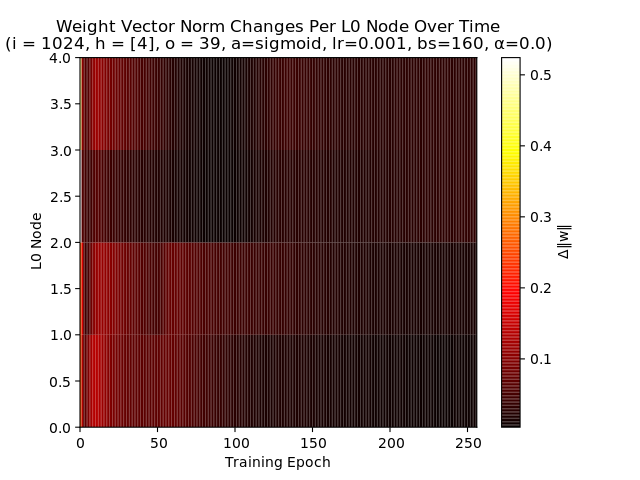 Weight Vector Norm Changes Per L0 Node Over Time
(i = 1024, h = [4], o = 39, a=sigmoid, lr=0.001, bs=160, α=0.0)
4.0
3.5
3.0
2.5
2.0
1.5
1.0
0.5
0.0
L0 Node
0 50 100 150 200 250
Training Epoch
0.5
0.4
0.3
0.2
0.1
Δ‖w‖